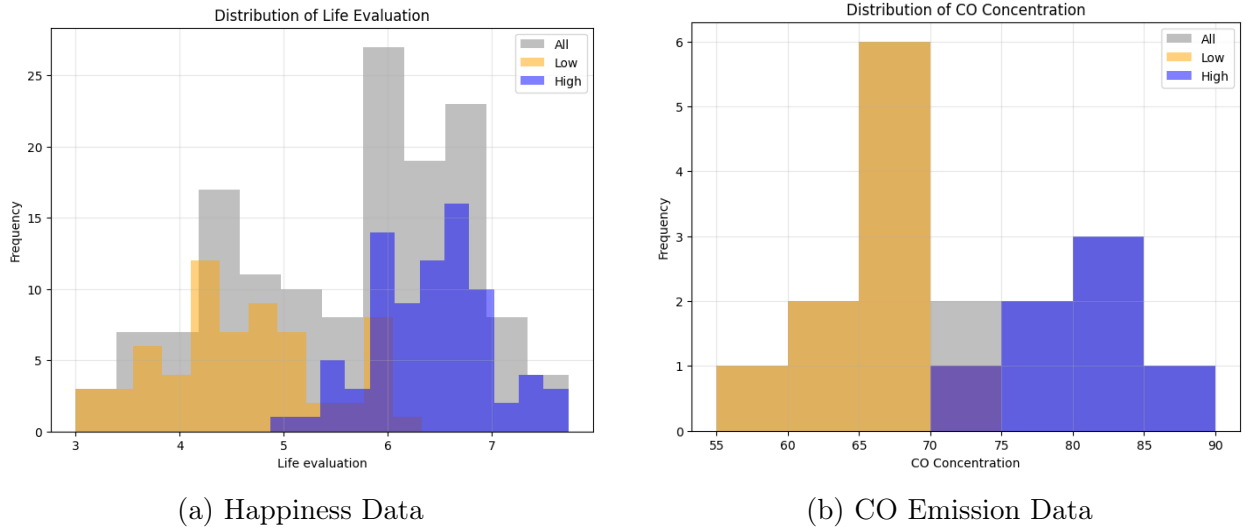 Distribution of Life Evaluation
All
Low
High
25
20
15
10
5
0
Frequency
3
4
5
6
7
Life evaluation
(a) Happiness Data
Distribution of CO Concentration
All
Low
High
6
5
4
3
2
1
0
Frequency
55
60
65
70
75
80
85
90
CO Concentration
(b) CO Emission Data